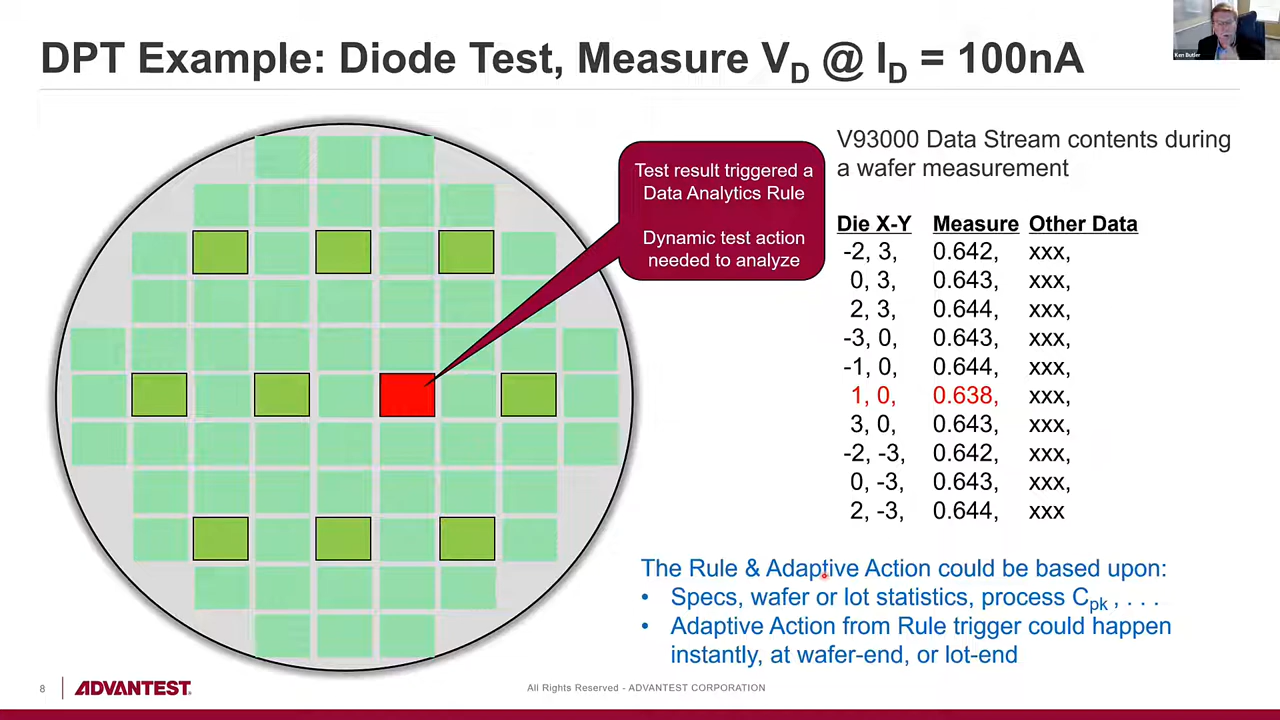 DPT Example: Diode Test, Measure VD @ ID = 100nA
Ken Butler
Test result triggered a
Data Analytics Rule
Dynamic test action
needed to analyze
V93000 Data Stream contents during
a wafer measurement
Die X-Y Measure Other Data
-2, 3, 0.642, xxx,
0, 3, 0.643, xxx,
2, 3, 0.644, xxx,
-3, 0, 0.643, xxx,
-1, 0, 0.644, xxx,
1, 0, 0.638, xxx,
3, 0, 0.643, xxx,
-2, -3, 0.642, xxx,
0, -3, 0.643, xxx,
2, -3, 0.644, xxx
The Rule & Adaptive Action could be based upon:
• Specs, wafer or lot statistics, process Cpk , . . .
• Adaptive Action from Rule trigger could happen
instantly, at wafer-end, or lot-end
8 ADVANTEST. All Rights Reserved - ADVANTEST CORPORATION